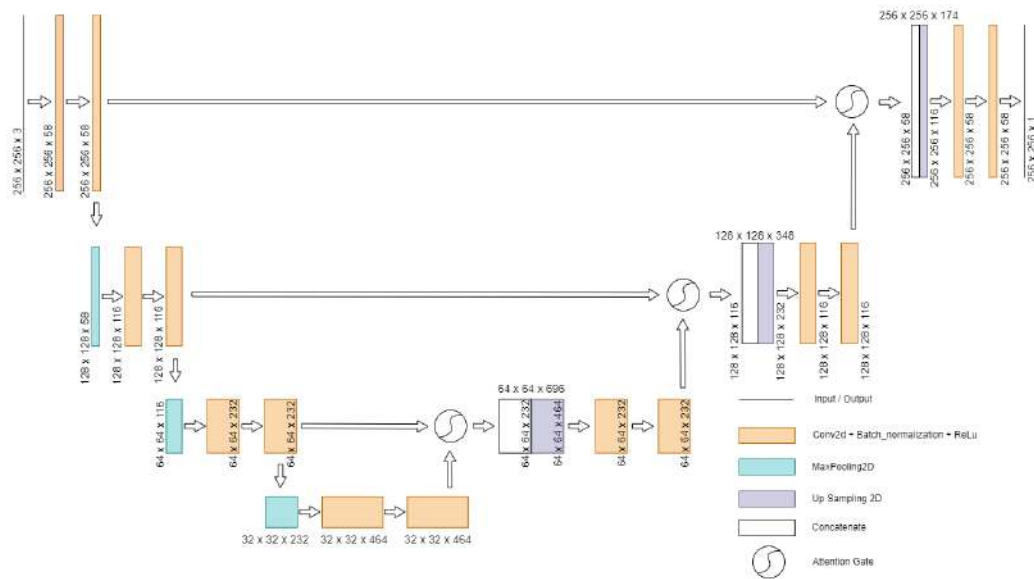 256 x 256 x 3
256 x 256 x 58
256 x 256 x 58
256 x 256 x 174
256 x 256 x 58
256 x 256 x 116
256 x 256 x 58
256 x 256 x 58
256 x 256 x 1
128 x 128 x 58
128 x 128 x 116
128 x 128 x 116
128 x 128 x 348
128 x 128 x 116
128 x 128 x 232
128 x 128 x 116
128 x 128 x 116
64 x 64 x 116
64 x 64 x 232
64 x 64 x 232
64 x 64 x 696
64 x 64 x 232
64 x 64 x 464
64 x 64 x 232
64 x 64 x 232
32 x 32 x 232
32 x 32 x 464
32 x 32 x 464
Input / Output
Conv2d + Batch_normalization + ReLu
MaxPooling2D
Up Sampling 2D
Concatenate
Attention Gate